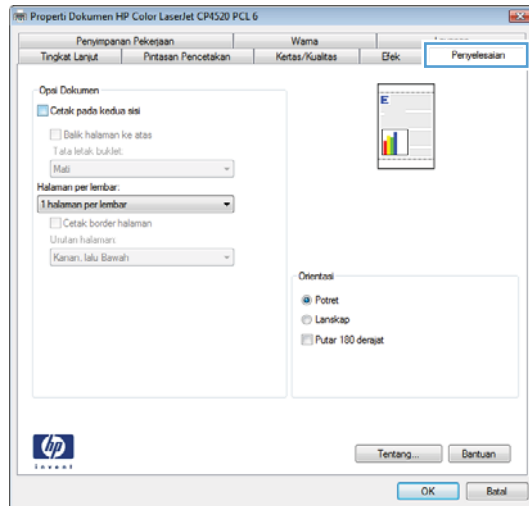 Properti Dokumen HP Color LaserJet CP4520 PCL 6
Penyimpanan Pekerjaan Warna
Tingkat Lanjut Pintasan Pencetakan Kertas/Kualitas Efek Penyelesaian
Opsi Dokumen
Cetak pada kedua sisi
Balik halaman ke atas
Tata letak buklet:
Mati
Halaman per lembar:
1 halaman per lembar
Cetak border halaman
Urutan halaman:
Kanan, lalu Bawah
E
Orientasi
Potret
Lanskap
Putar 180 derajat
hp
invent
Tentang... Bantuan
OK Batal